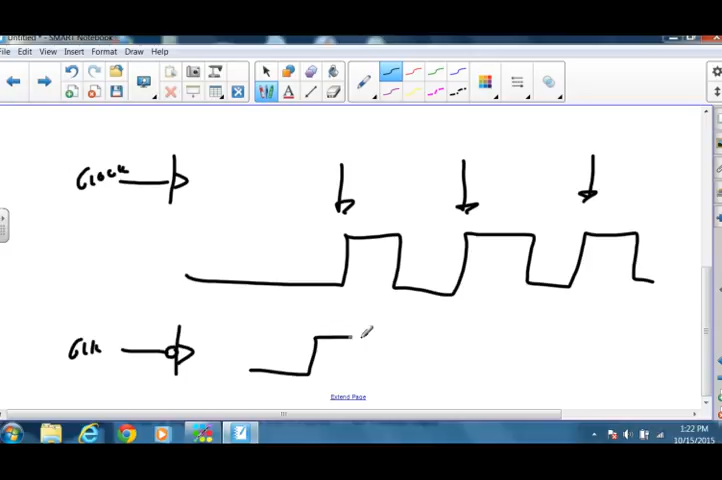 Untitled * - SMART Notebook
File Edit View Insert Format Draw Help
Clock
Clk
Extend Page
1:22 PM
10/15/2015